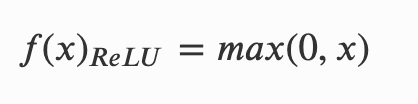 f(x)ReLU = max(0, x)